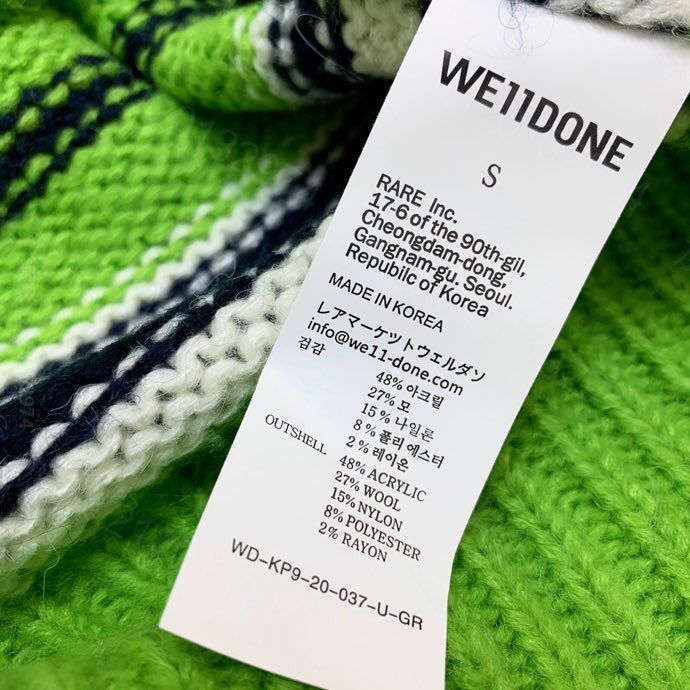 WE11DONE
S
RARE Inc.
17-6 of the 90th-gil,
Cheongdam-dong,
Gangnam-gu. Seoul.
Republic of Korea
MADE IN KOREA
レアマーケットウェルダソ
info@we11-done.com
겉감
48% 아크릴
27% 모
15% 나일론
8% 폴리 에스터
2% 레이온
OUTSHELL
48% ACRYLIC
27% WOOL
15% NYLON
8% POLYESTER
2% RAYON
WD-KP9-20-037-U-GR